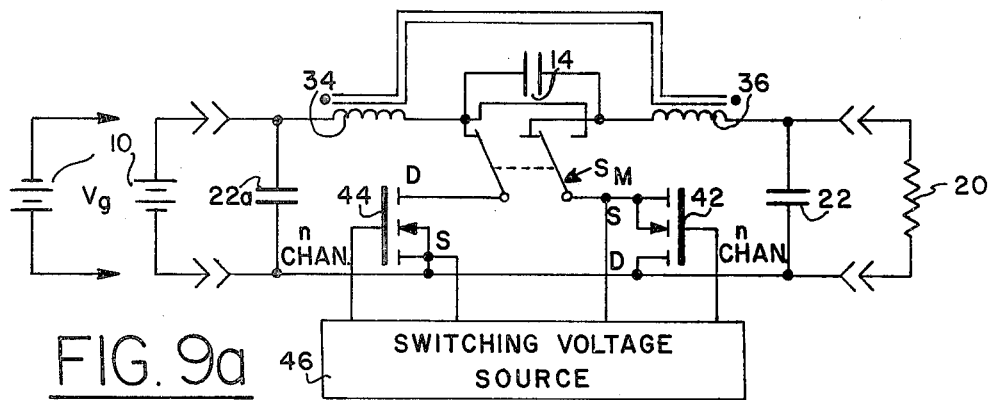 14
34
36
10
Vg
22a
44
D
SM
S
42
22
20
n
CHAN.
S
D
n
CHAN.
46
SWITCHING VOLTAGE
SOURCE
FIG. 9a